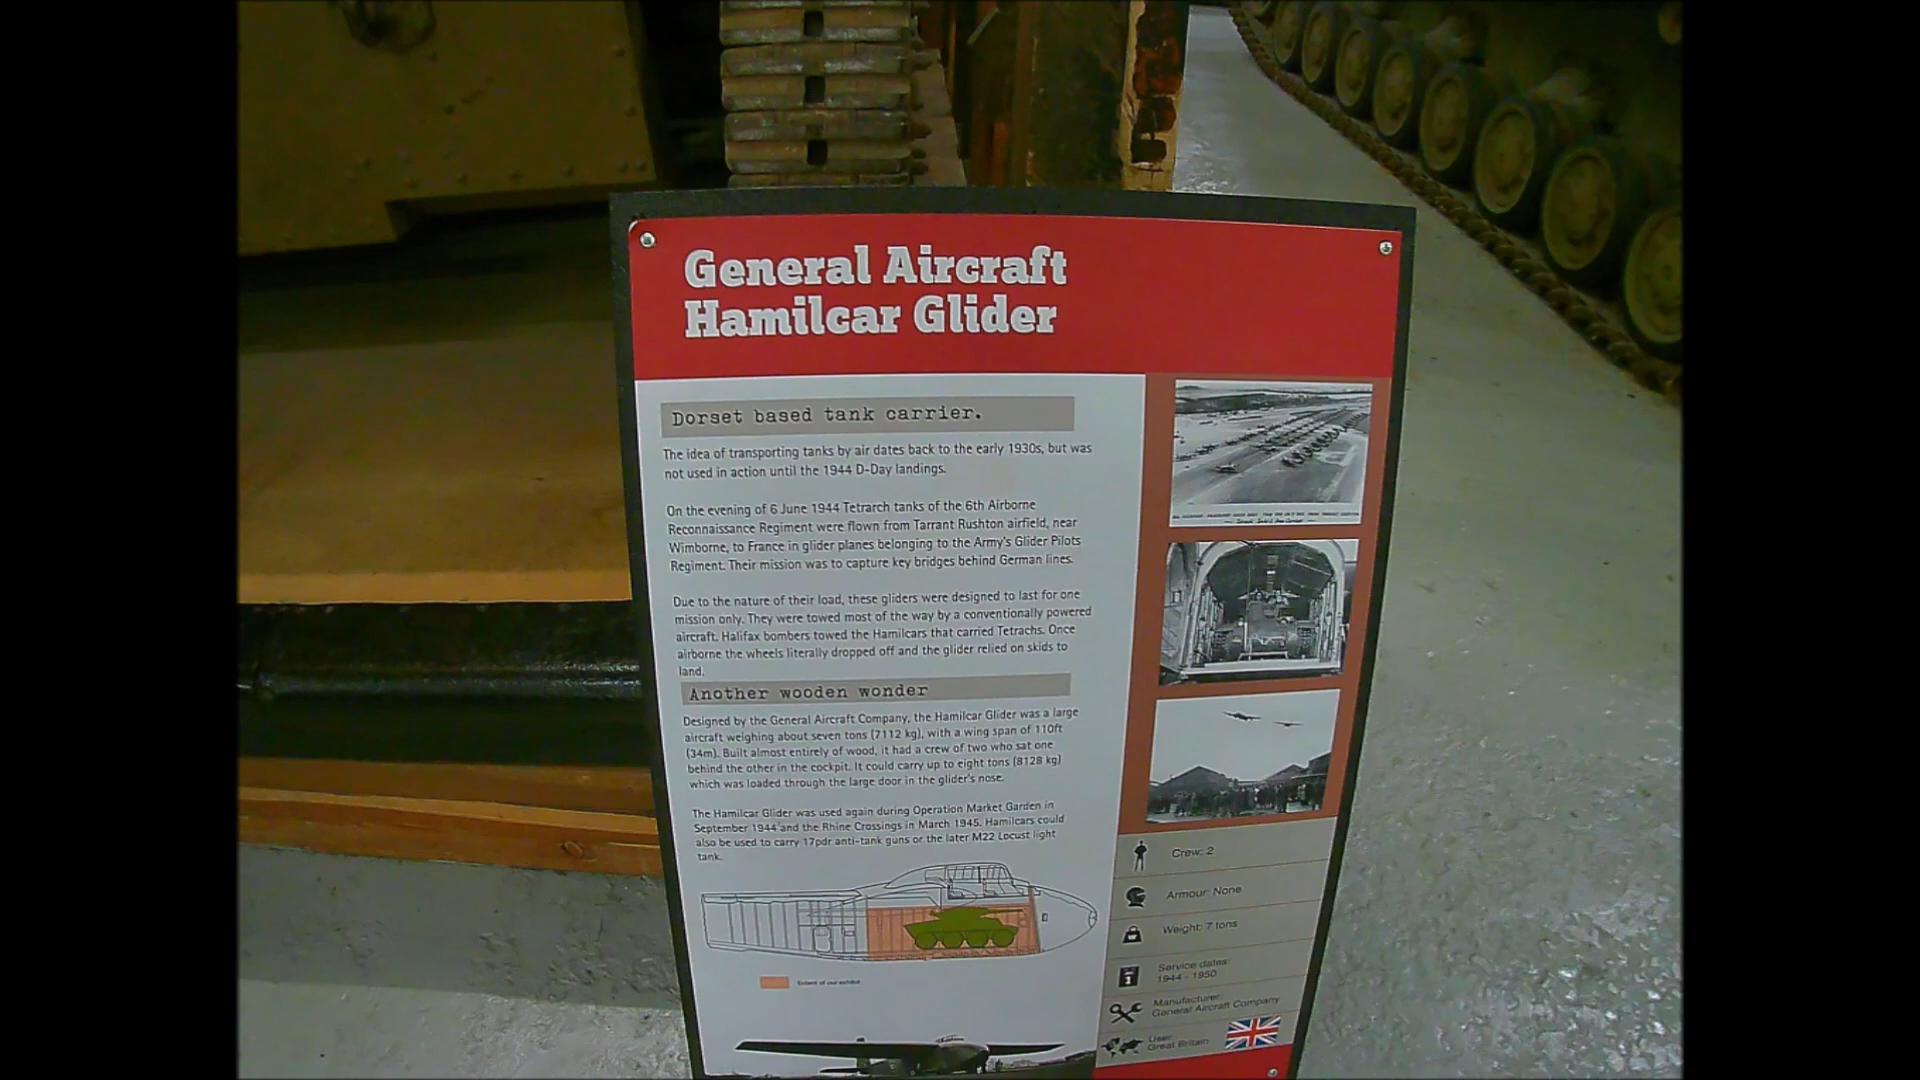 General Aircraft
Hamilcar Glider
Dorset based tank carrier.
The idea of transporting tanks by air dates back to the early 1930s, but was
not used in action until the 1944 D-Day landings.
On the evening of 6 June 1944 Tetrarch tanks of the 6th Airborne
Reconnaissance Regiment were flown from Tarrant Rushton airfield, near
Wimborne, to France in glider planes belonging to the Army's Glider Pilots
Regiment. Their mission was to capture key bridges behind German lines.
Due to the nature of their load, these gliders were designed to last for one
mission only. They were towed most of the way by a conventionally powered
aircraft. Halifax bombers towed the Hamilcars that carried Tetrachs. Once
airborne the wheels literally dropped off and the glider relied on skids to
land.
Another wooden wonder
Designed by the General Aircraft Company, the Hamilcar Glider was a large
aircraft weighing about seven tons (7112 kg), with a wing span of 110ft
(34m). Built almost entirely of wood, it had a crew of two who sat one
behind the other in the cockpit. It could carry up to eight tons (8128 kg)
which was loaded through the large door in the glider's nose.
The Hamilcar Glider was used again during Operation Market Garden in
September 1944 and the Rhine Crossings in March 1945. Hamilcars could
also be used to carry 17pdr anti-tank guns or the later M22 Locust light
tank.
Extent of our exhibit
Crew: 2
Armour: None
Weight: 7 tons
Service dates:
1944 - 1950
Manufacturer:
General Aircraft Company
User:
Great Britain